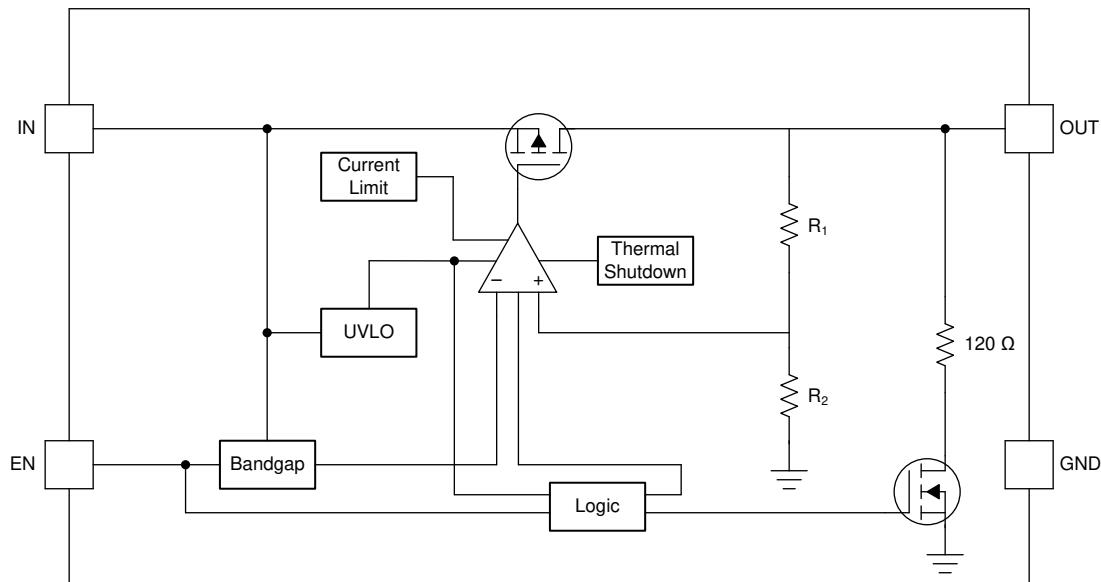 IN
OUT
Current
Limit
R1
Thermal
Shutdown
− +
UVLO
120 Ω
R2
EN
Bandgap
GND
Logic